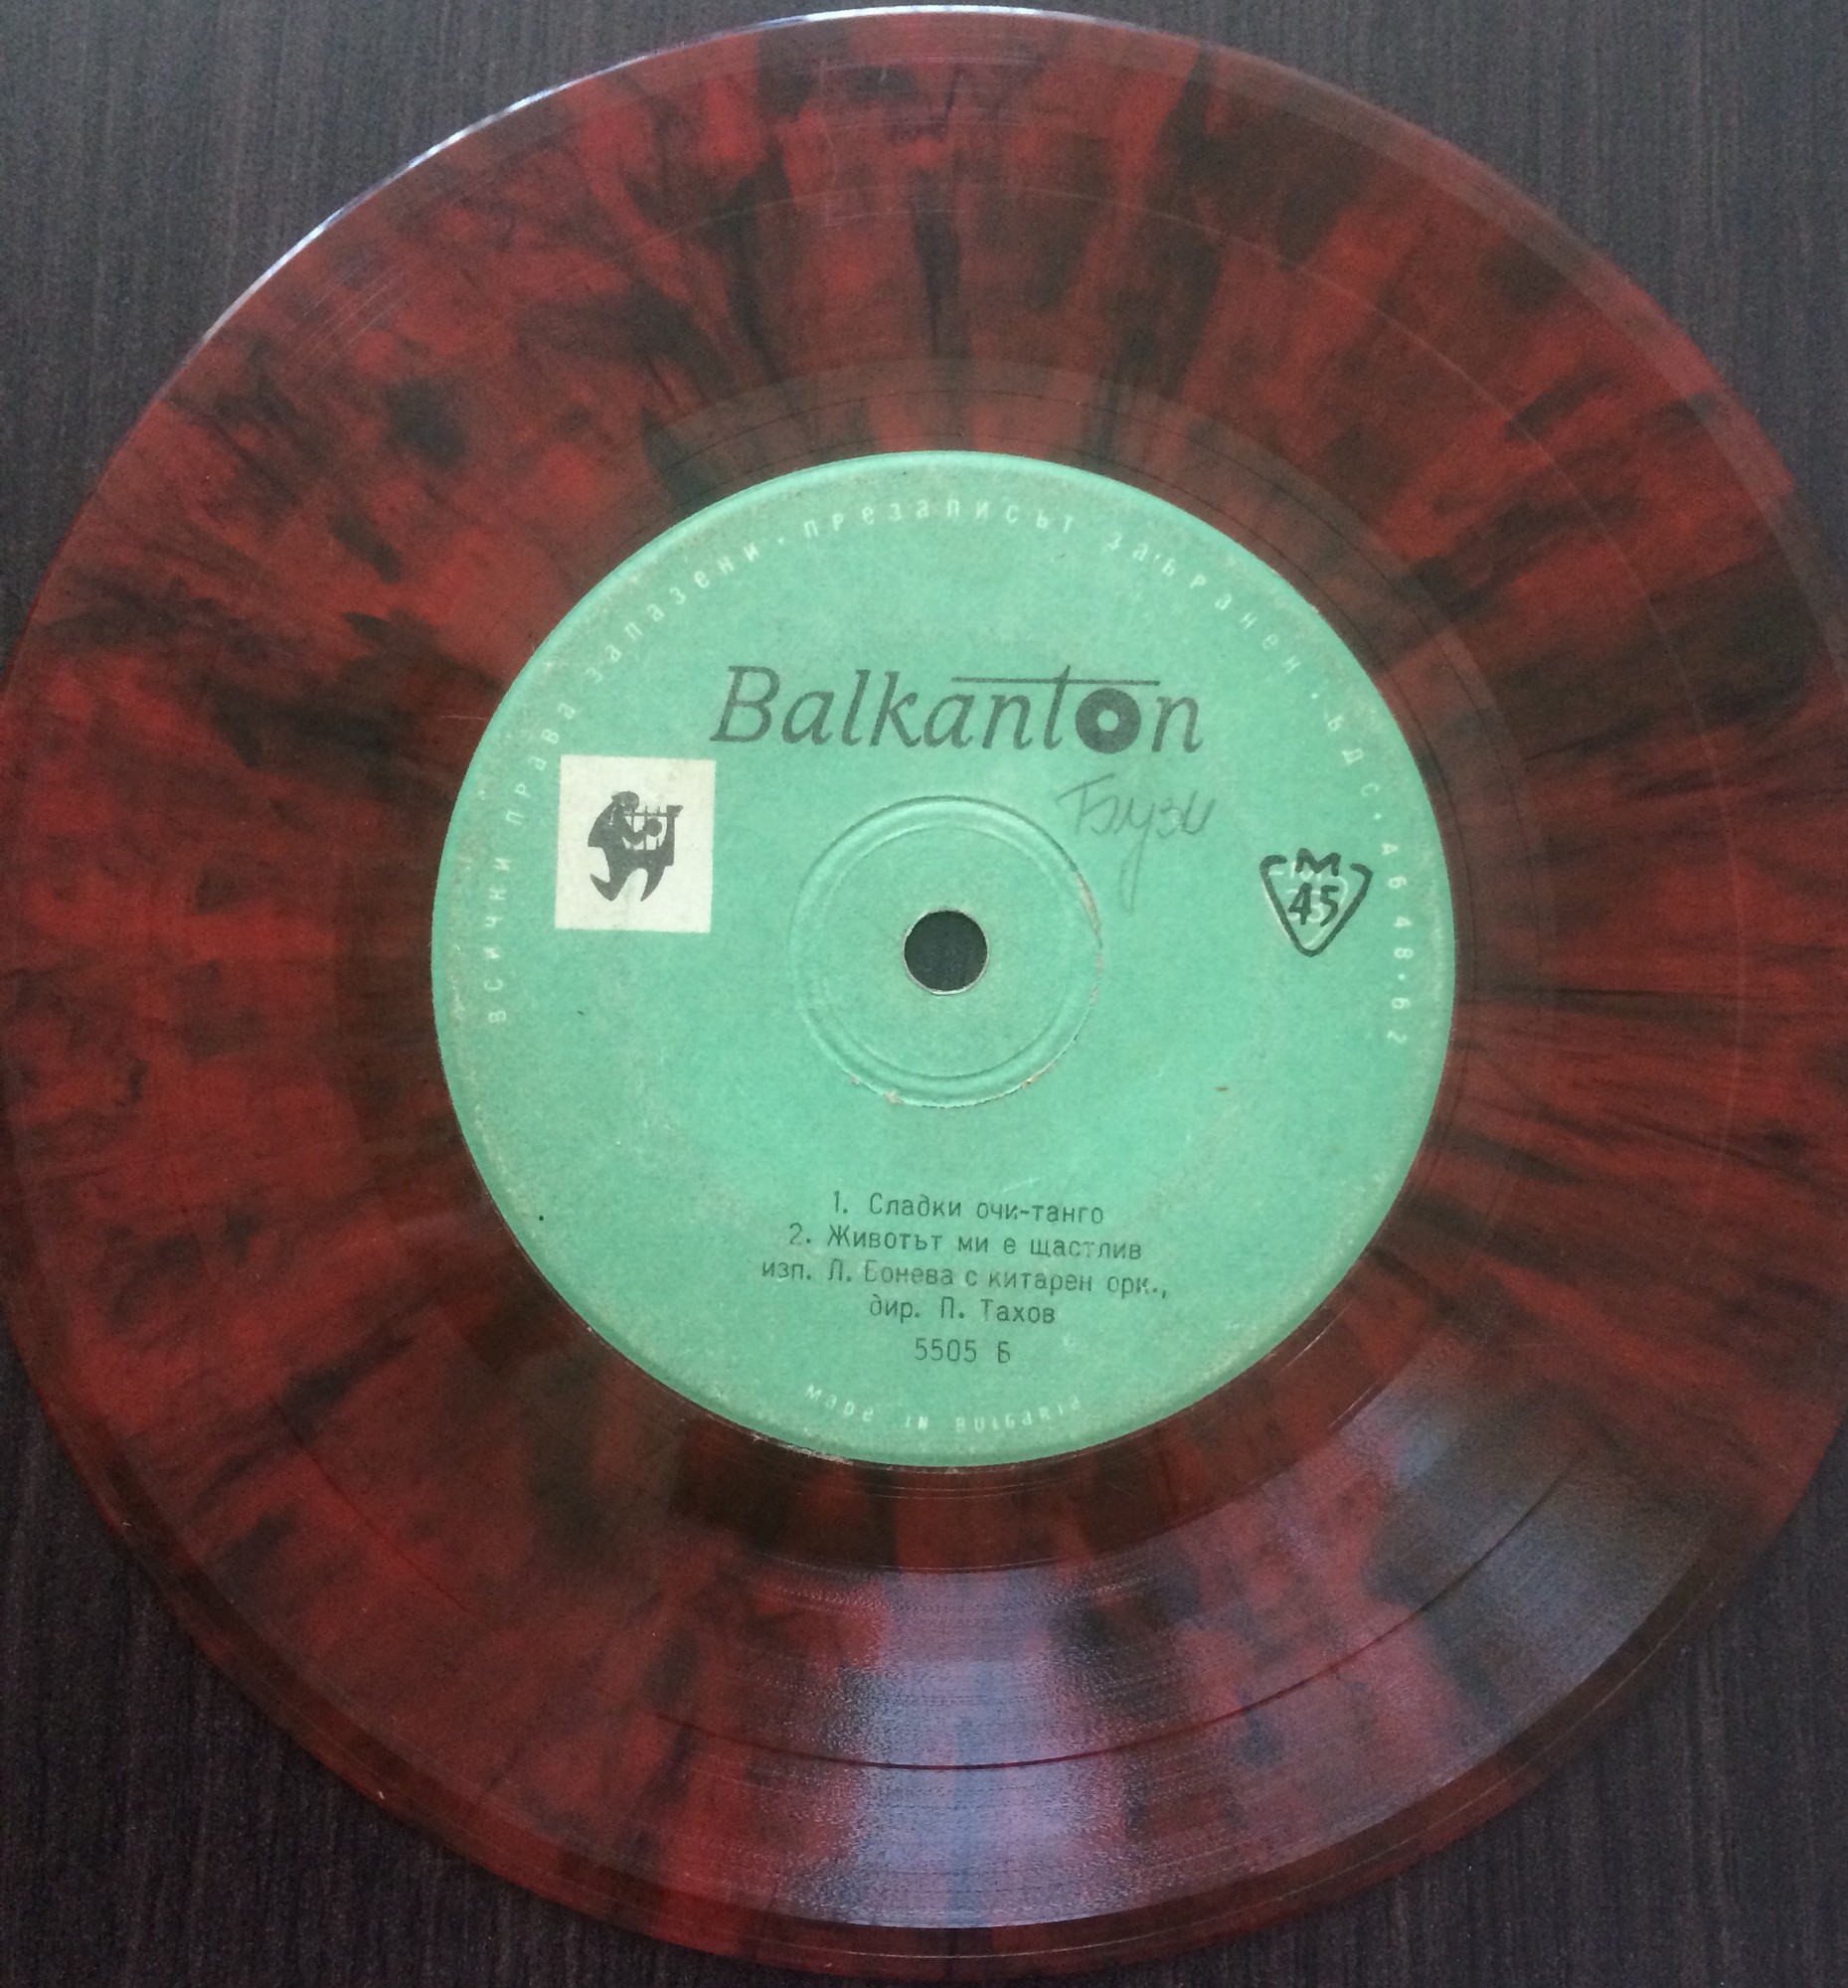 всички права запазени · презаписът забранен · БДС · 4648·62
Balkanton
Бузи
М
45
1. Сладки очи-танго
2. Животът ми е щастлив
изп. Л. Бонева с китарен орк.,
дир. П. Тахов
5505 Б
made in Bulgaria